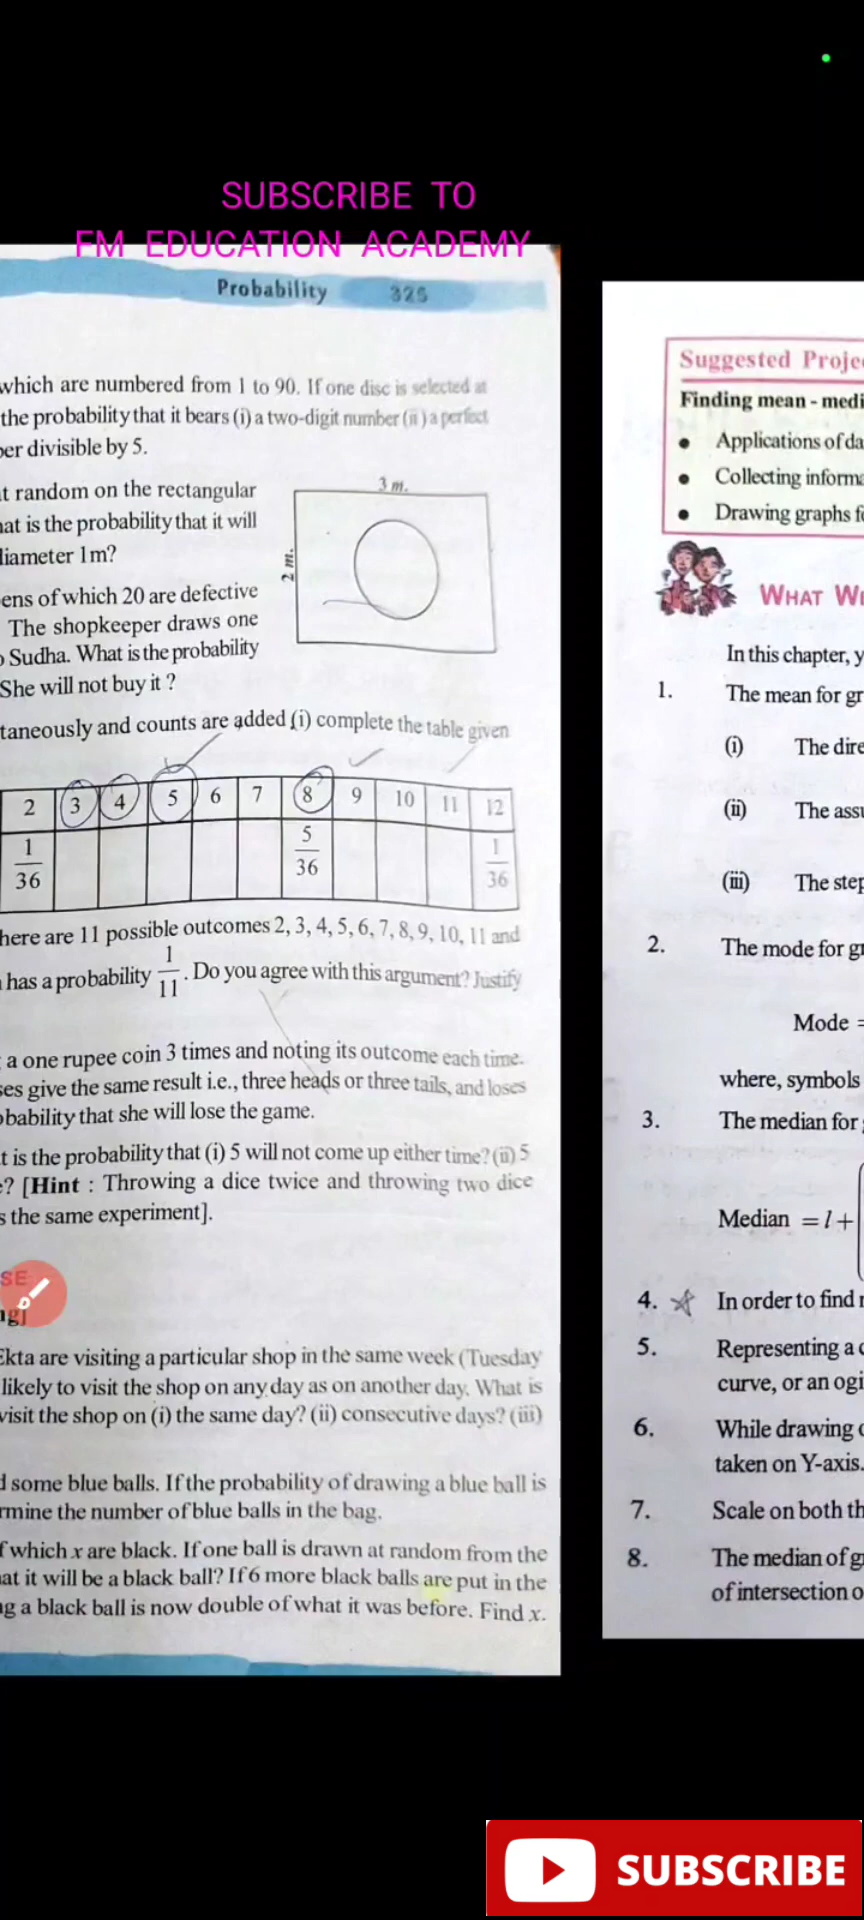 SUBSCRIBE TO
FM EDUCATION ACADEMY
Probability 325
which are numbered from 1 to 90. If one disc is selected at
the probability that it bears (i) a two-digit number (ii) a perfect
er divisible by 5.
t random on the rectangular
at is the probability that it will
diameter 1m?
3 m.
2 m.
ens of which 20 are defective
The shopkeeper draws one
Sudha. What is the probability
She will not buy it ?
taneously and counts are added (i) complete the table given
2 3 4 5 6 7 8 9 10 11 12
1/36 5/36 1/36
here are 11 possible outcomes 2, 3, 4, 5, 6, 7, 8, 9, 10, 11 and
has a probability 1/11. Do you agree with this argument? Justify
a one rupee coin 3 times and noting its outcome each time.
ses give the same result i.e., three heads or three tails, and loses
bability that she will lose the game.
t is the probability that (i) 5 will not come up either time? (ii) 5
? [Hint : Throwing a dice twice and throwing two dice
s the same experiment].
SE
g]
Ekta are visiting a particular shop in the same week (Tuesday
likely to visit the shop on any day as on another day. What is
visit the shop on (i) the same day? (ii) consecutive days? (iii)
d some blue balls. If the probability of drawing a blue ball is
rmine the number of blue balls in the bag.
f which x are black. If one ball is drawn at random from the
at it will be a black ball? If 6 more black balls are put in the
g a black ball is now double of what it was before. Find x.
Suggested Proje
Finding mean - medi
• Applications of da
• Collecting informa
• Drawing graphs fo
WHAT WE
In this chapter, y
1. The mean for gr
(i) The dire
(ii) The assu
(iii) The step
2. The mode for gr
Mode =
where, symbols
3. The median for g
Median = l +
4. In order to find m
5. Representing a c
curve, or an ogi
6. While drawing o
taken on Y-axis.
7. Scale on both th
8. The median of gr
of intersection o
SUBSCRIBE